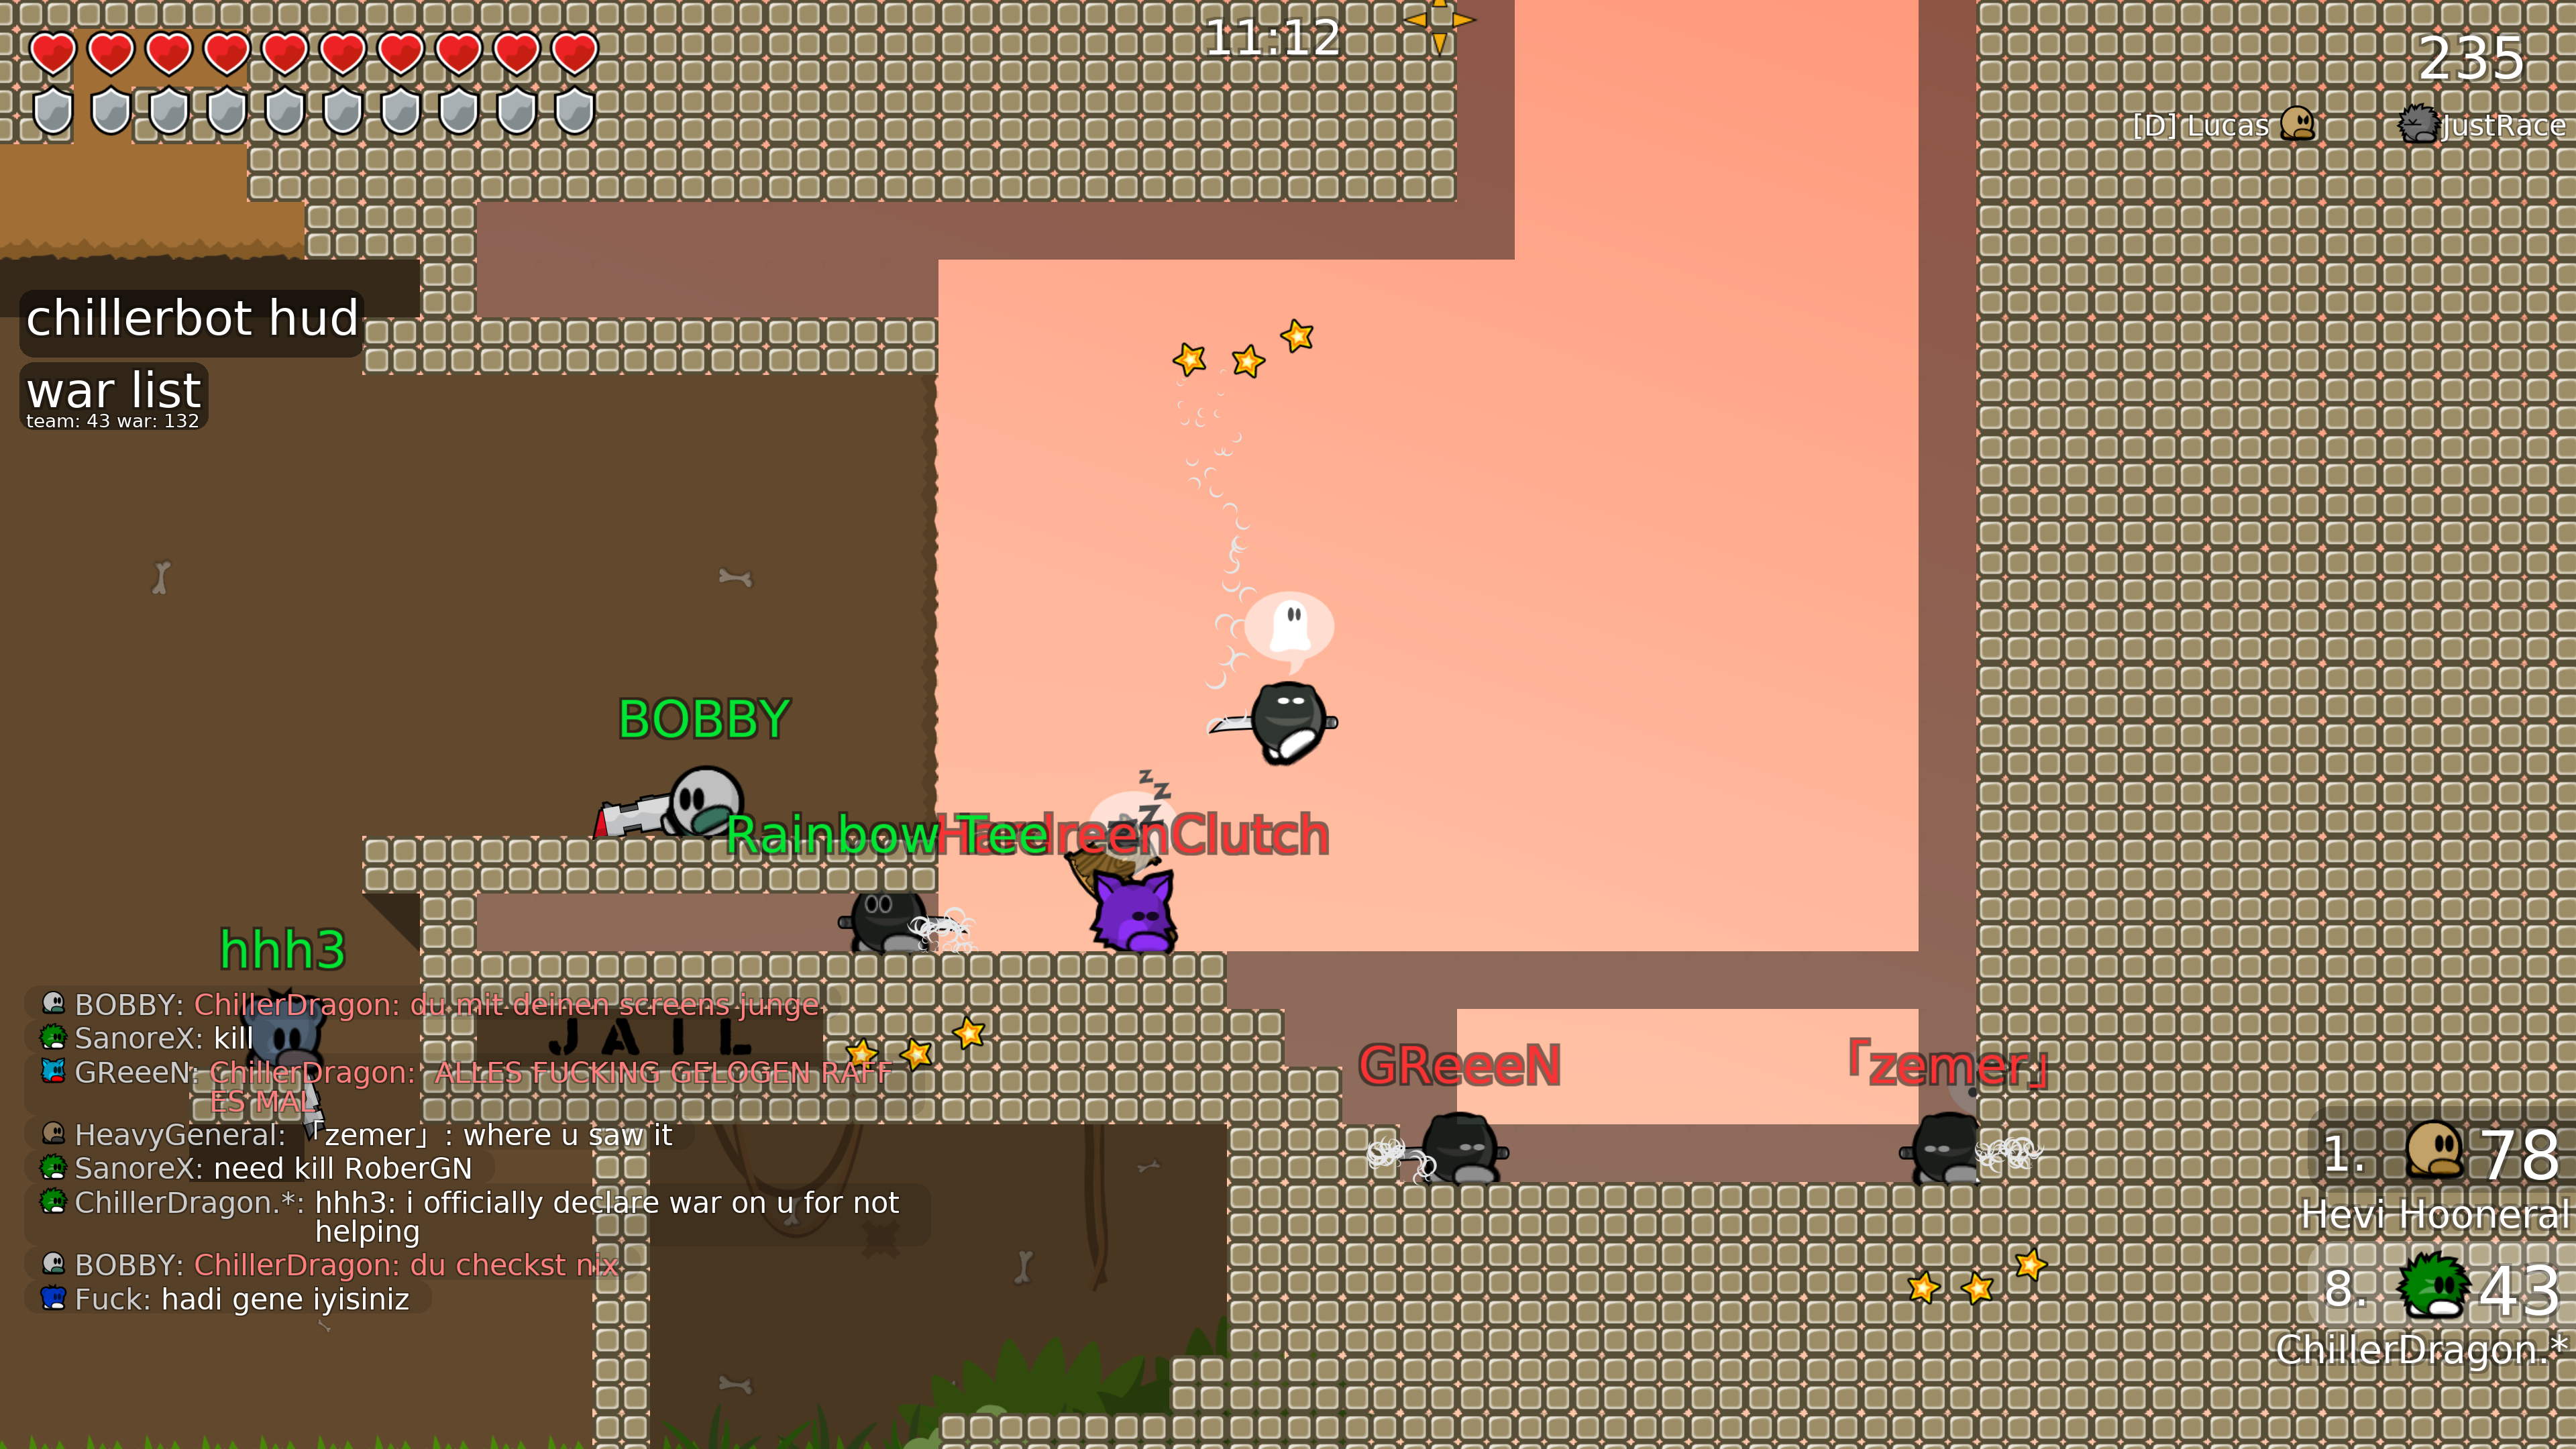 11:12
235
[D] Lucas
JustRace
chillerbot hud
war list
team: 43 war: 132
BOBBY
Rainbow Tee
hhh3
JAIL
GReeeN
「zemer」
BOBBY: ChillerDragon: du mit deinen screens junge
SanoreX: kill
GReeeN: ChillerDragon: ALLES FUCKING GELOGEN RAFF
ES MAL
HeavyGeneral: 「zemer」: where u saw it
SanoreX: need kill RoberGN
ChillerDragon.*: hhh3: i officially declare war on u for not
helping
BOBBY: ChillerDragon: du checkst nix
Fuck: hadi gene iyisiniz
1. 78
Hevi Hooneral
8. 43
ChillerDragon.*